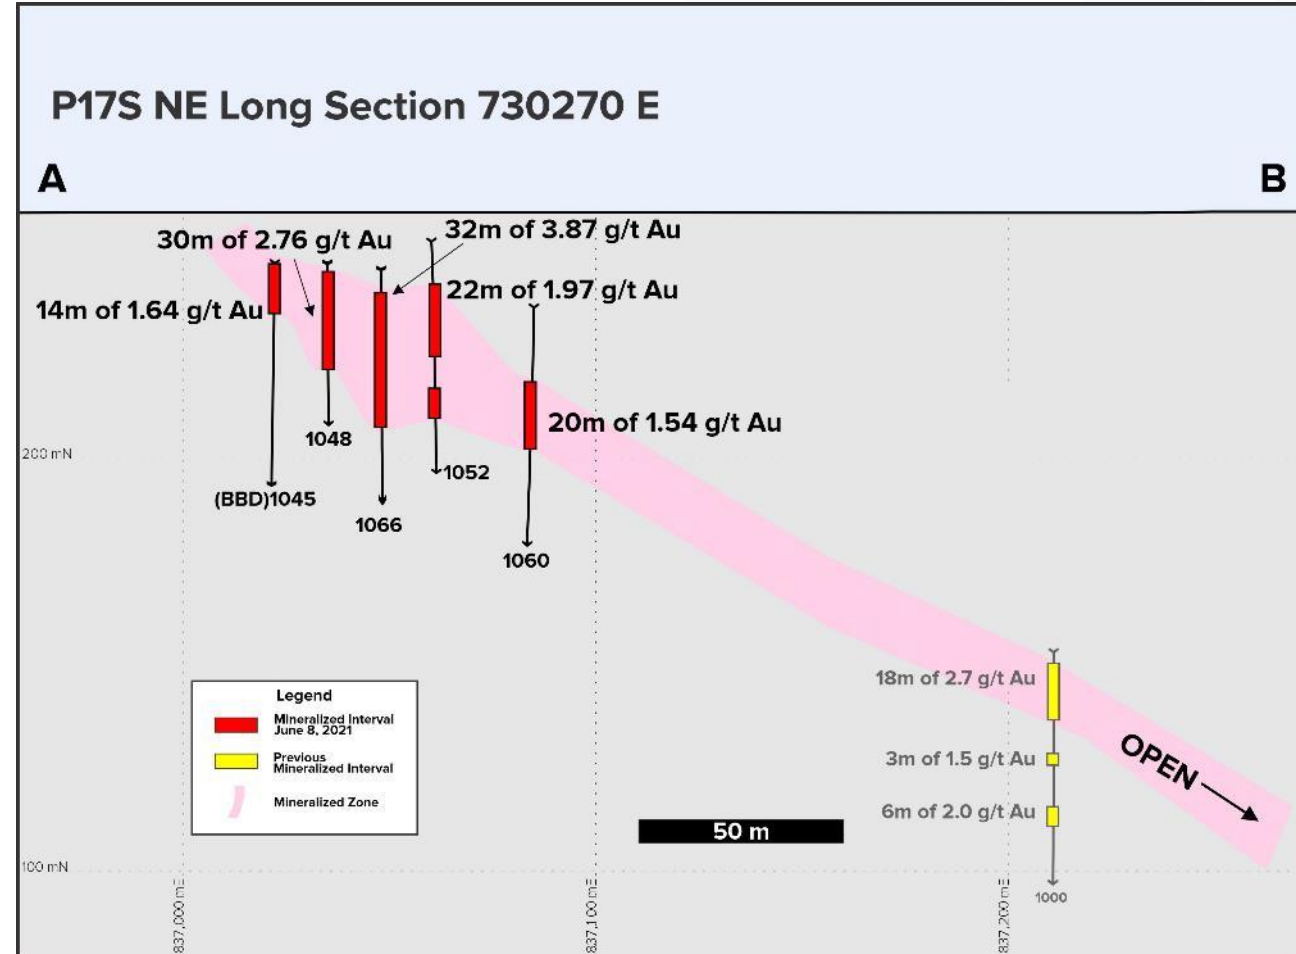 P17S NE Long Section 730270 E
A
B
30m of 2.76 g/t Au
32m of 3.87 g/t Au
14m of 1.64 g/t Au
22m of 1.97 g/t Au
20m of 1.54 g/t Au
1048
200 mN
1052
(BBD)1045
1066
1060
18m of 2.7 g/t Au
Legend
Mineralized Interval
June 8, 2021
Previous
Mineralized Interval
Mineralized Zone
OPEN
3m of 1.5 g/t Au
6m of 2.0 g/t Au
50 m
100 mN
1000
837,000 mE
837,100 mE
837,200 mE